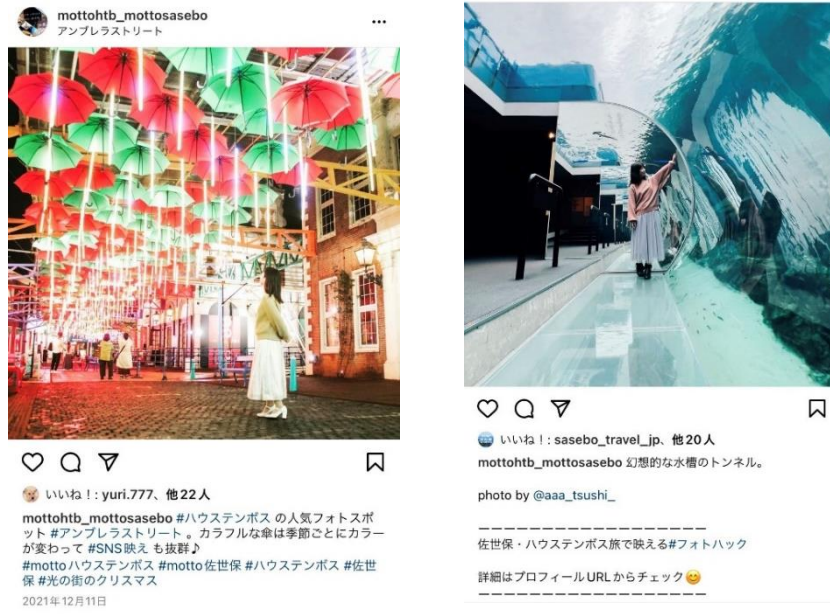 mottohtb_mottosasebo
アンブレラストリート
いいね！: yuri.777、他22人
mottohtb_mottosasebo #ハウステンボス の人気フォトスポ
ット #アンブレラストリート 。カラフルな傘は季節ごとにカラー
が変わって #SNS映え も抜群♪
#mottoハウステンボス #motto佐世保 #ハウステンボス #佐世
保 #光の街のクリスマス
2021年12月11日
いいね！: sasebo_travel_jp、他20人
mottohtb_mottosasebo 幻想的な水槽のトンネル。
photo by @aaa_tsushi_
ーーーーーーーーーーーーーーーーーー
佐世保・ハウステンボス旅で映える#フォトハック
詳細はプロフィールURLからチェック😊
ーーーーーーーーーーーーーーーーーー